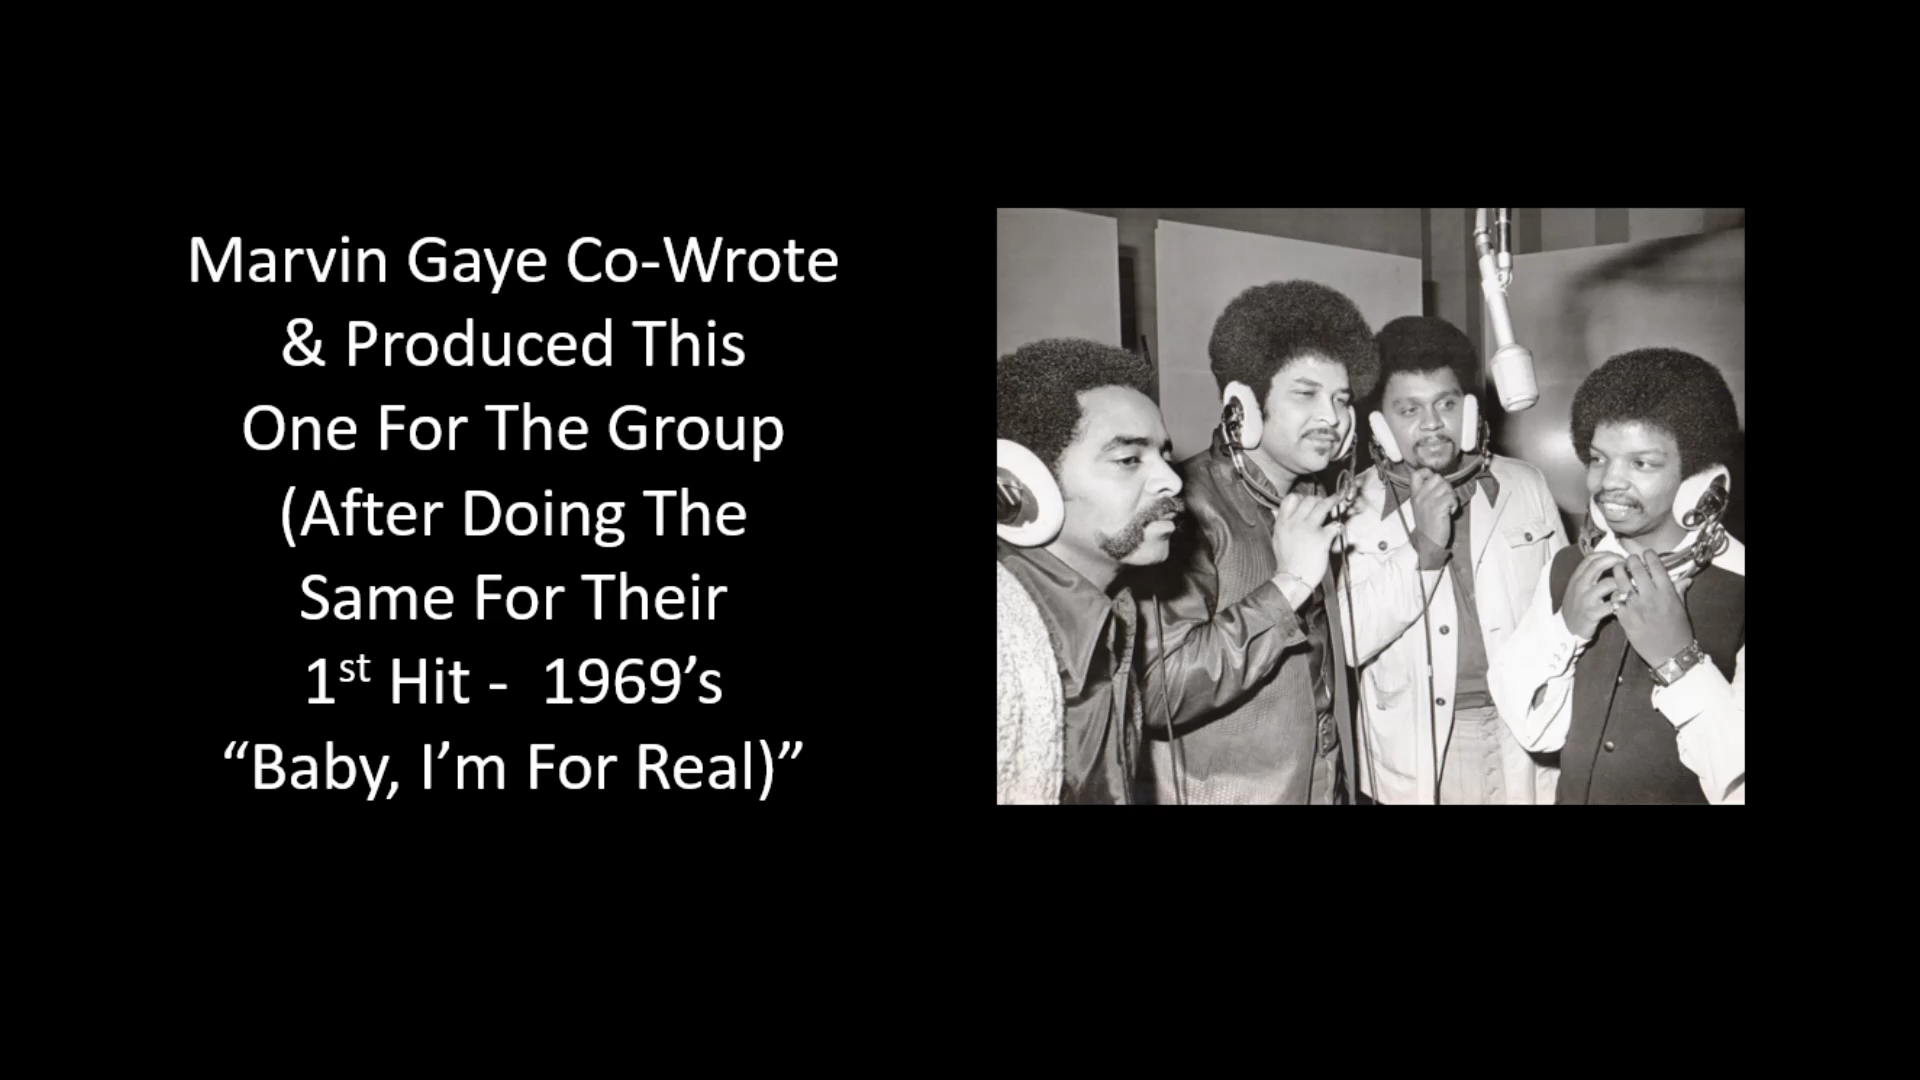 Marvin Gaye Co-Wrote
& Produced This
One For The Group
(After Doing The
Same For Their
1st Hit -  1969’s
“Baby, I’m For Real)”